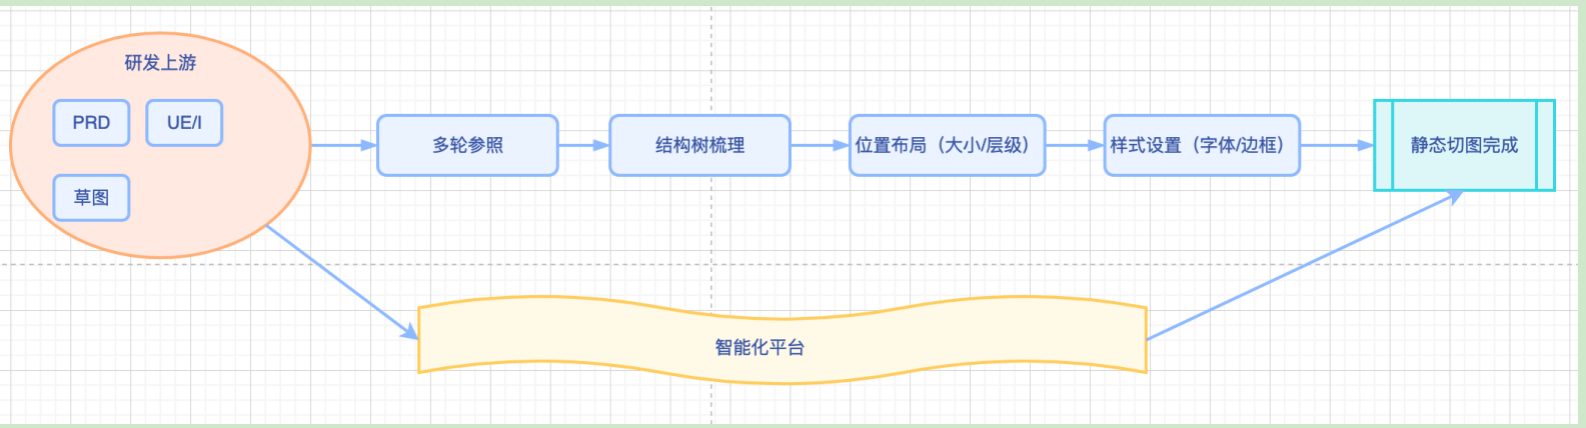 研发上游
PRD
UE/I
草图
多轮参照
结构树梳理
位置布局（大小/层级）
样式设置（字体/边框）
静态切图完成
智能化平台